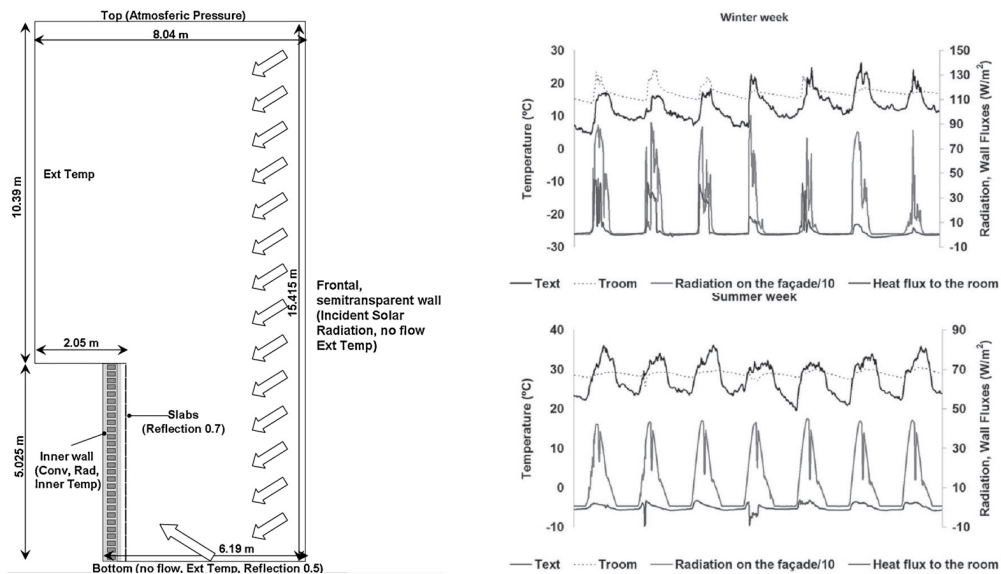 Top (Atmosferic Pressure)
8.04 m
10.39 m
Ext Temp
15.415 m
Frontal,
semitransparent wall
(Incident Solar
Radiation, no flow
Ext Temp)
2.05 m
5.025 m
Slabs
(Reflection 0.7)
Inner wall
(Conv, Rad,
Inner Temp)
6.19 m
Bottom (no flow, Ext Temp, Reflection 0.5)
Winter week
Temperature (ºC)
30
20
10
0
-10
-20
-30
150
130
110
90
70
50
30
10
-10
Radiation, Wall Fluxes (W/m²)
Text Troom Radiation on the façade/10 Heat flux to the room
Summer week
Temperature (ºC)
40
30
20
10
0
-10
90
70
50
30
10
-10
Radiation, Wall Fluxes (W/m²)
Text Troom Radiation on the façade/10 Heat flux to the room